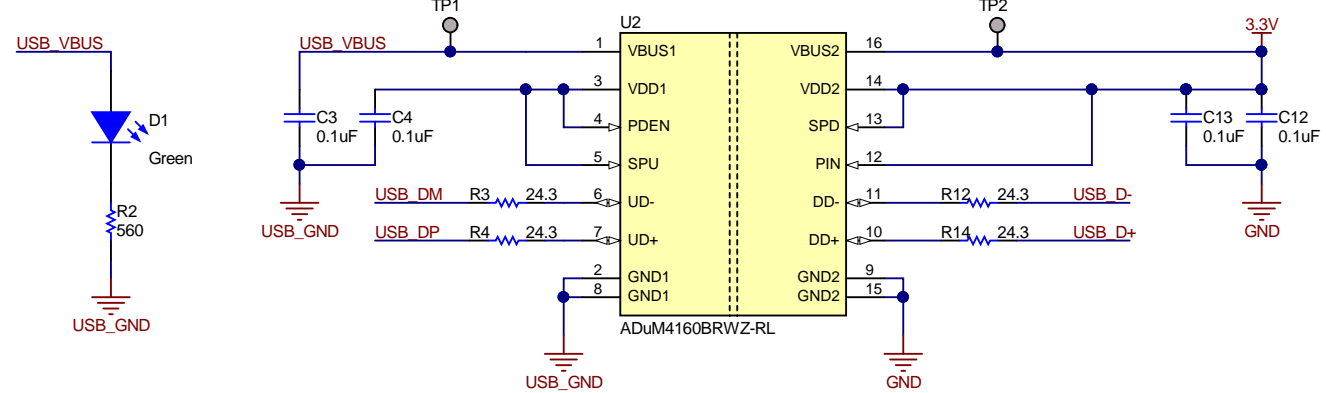 TP1
TP2
U2
3.3V
USB_VBUS
USB_VBUS
1
VBUS1
VBUS2
16
3
VDD1
VDD2
14
D1
Green
C3
0.1uF
C4
0.1uF
4
PDEN
SPD
13
C13
0.1uF
C12
0.1uF
5
SPU
PIN
12
USB_DM
R3
24.3
6
UD-
DD-
11
R12
24.3
USB_D-
R2
560
USB_GND
GND
USB_DP
R4
24.3
7
UD+
DD+
10
R14
24.3
USB_D+
2
GND1
GND2
9
8
GND1
GND2
15
USB_GND
ADuM4160BRWZ-RL
USB_GND
GND